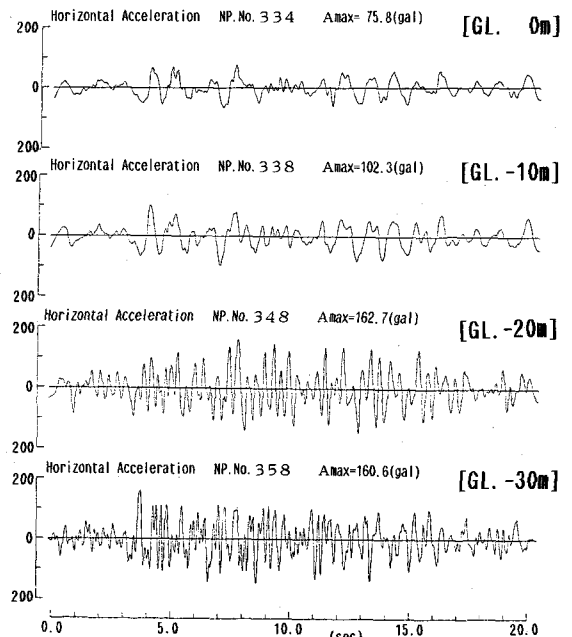 Horizontal Acceleration NP.No.334 Amax= 75.8(gal) [GL. 0m]
200
0
200
Horizontal Acceleration NP.No.338 Amax=102.3(gal) [GL.-10m]
200
0
200
Horizontal Acceleration NP.No.348 Amax=162.7(gal) [GL.-20m]
200
0
200
Horizontal Acceleration NP.No.358 Amax=160.6(gal) [GL.-30m]
200
0
200
0.0 5.0 10.0 15.0 20.0
(sec)